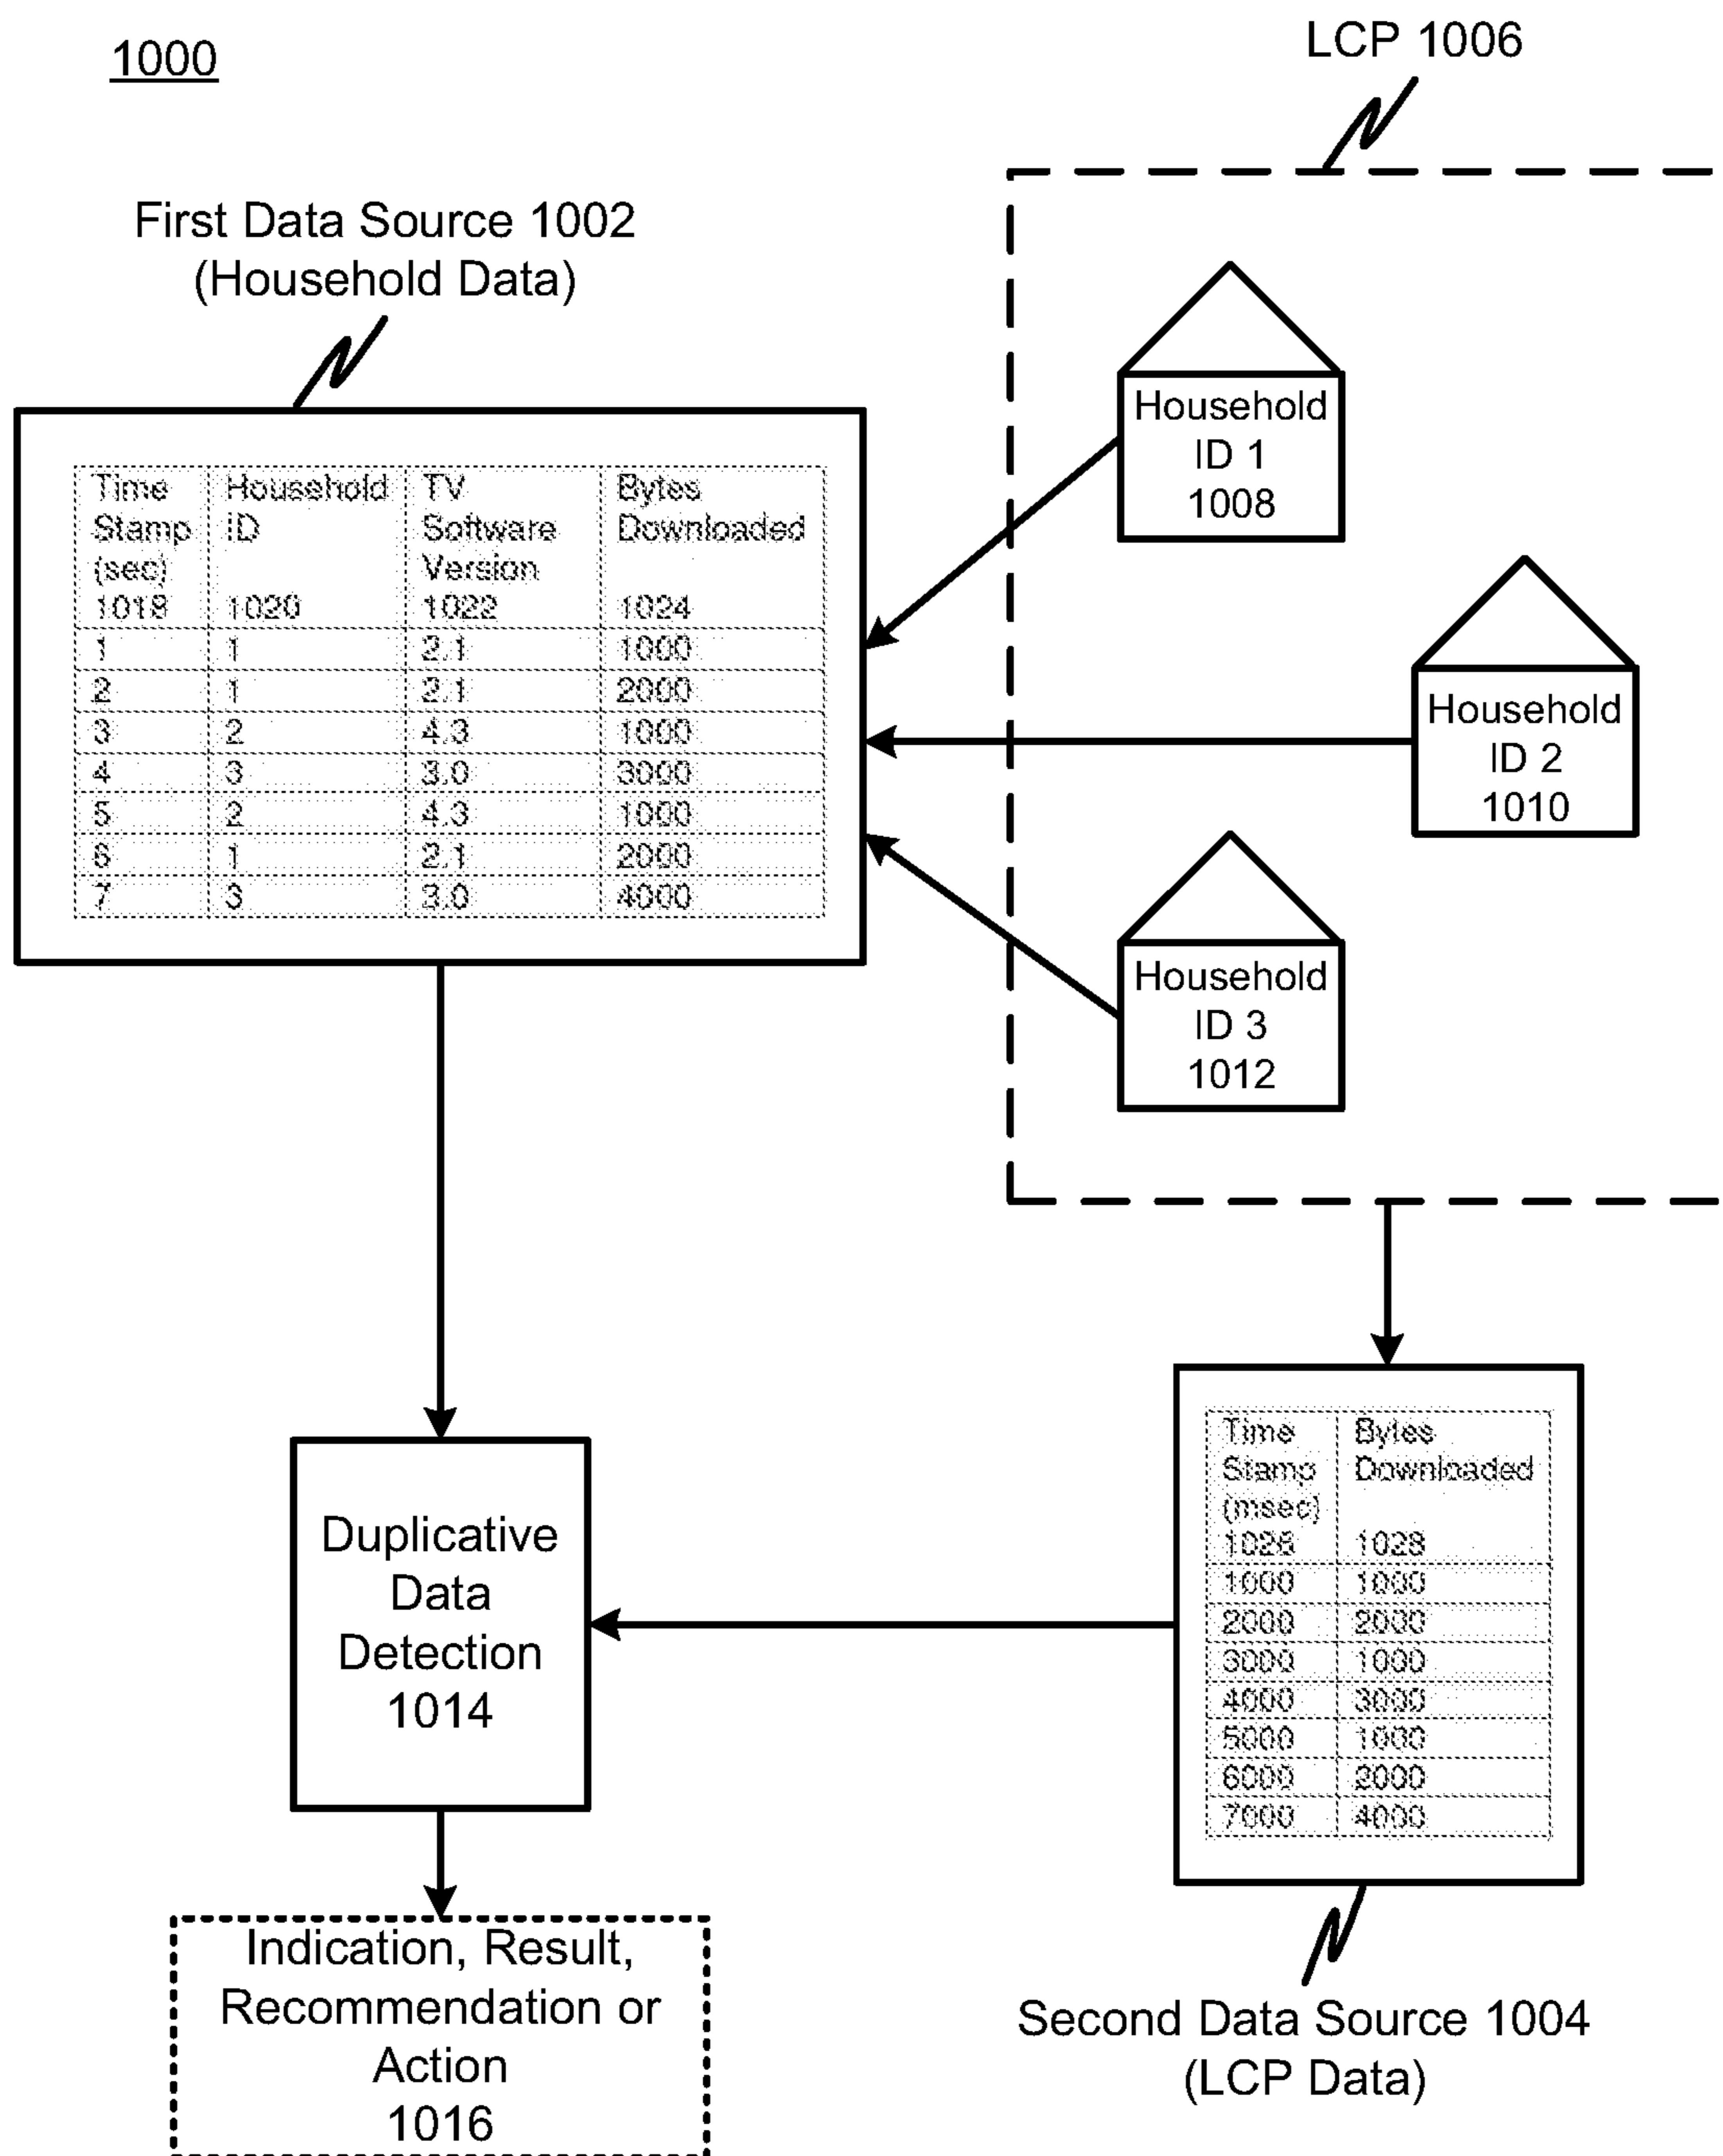 1000
LCP 1006
First Data Source 1002
(Household Data)
Household
ID 1
1008
Household
ID 2
1010
Household
ID 3
1012
Time Stamp (sec) 1018 Household ID 1020 TV Software Version 1022 Bytes Downloaded 1024
1 1 2.1 1000
2 1 2.1 2000
3 2 4.3 1000
4 3 3.0 3000
5 2 4.3 1000
6 1 2.1 2000
7 3 3.0 4000
Time Stamp (msec) Bytes Downloaded 1028
1000 1000
2000 2000
3000 1000
4000 3000
5000 1000
6000 2000
7000 4000
Duplicative
Data
Detection
1014
Indication, Result,
Recommendation or
Action
1016
Second Data Source 1004
(LCP Data)